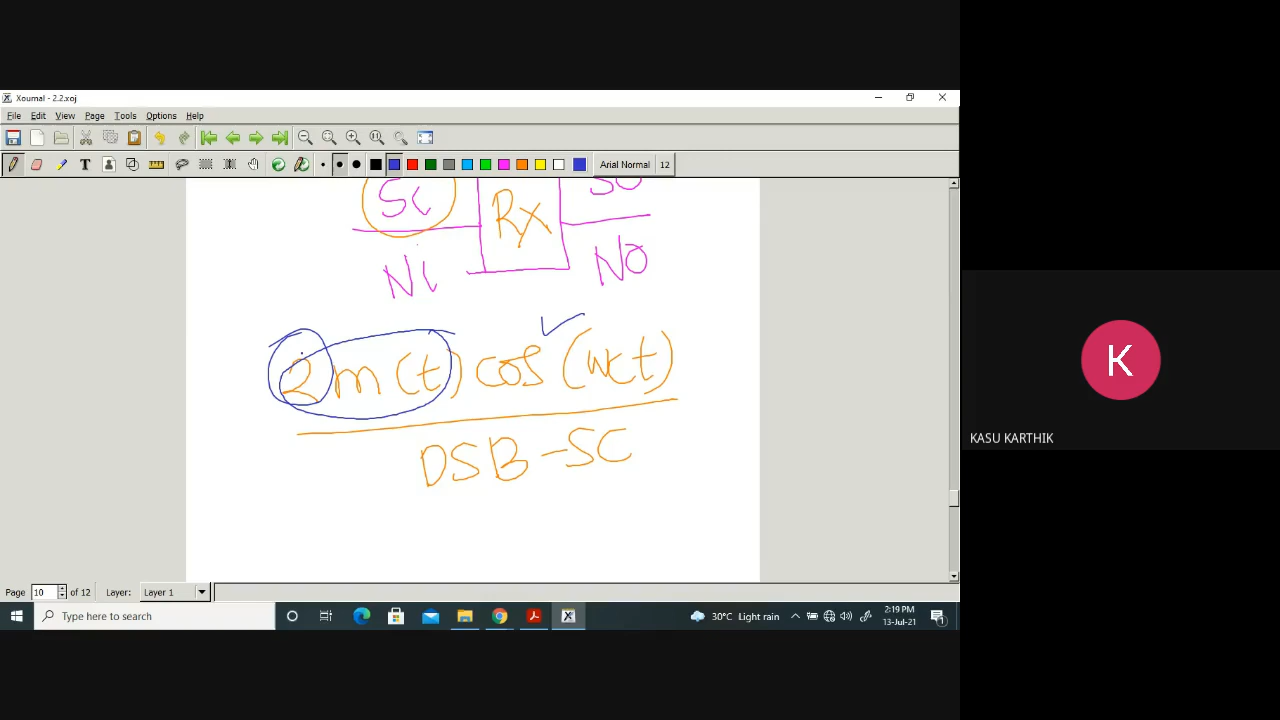 Xournal - 2.2.xoj
File Edit View Page Tools Options Help
Arial Normal 12
Si
So
Rx
Ni
No
2m(t) cos(wct)
DSB-SC
K
KASU KARTHIK
Page 10 of 12 Layer: Layer 1
Type here to search
30°C Light rain
2:19 PM
13-Jul-21
1